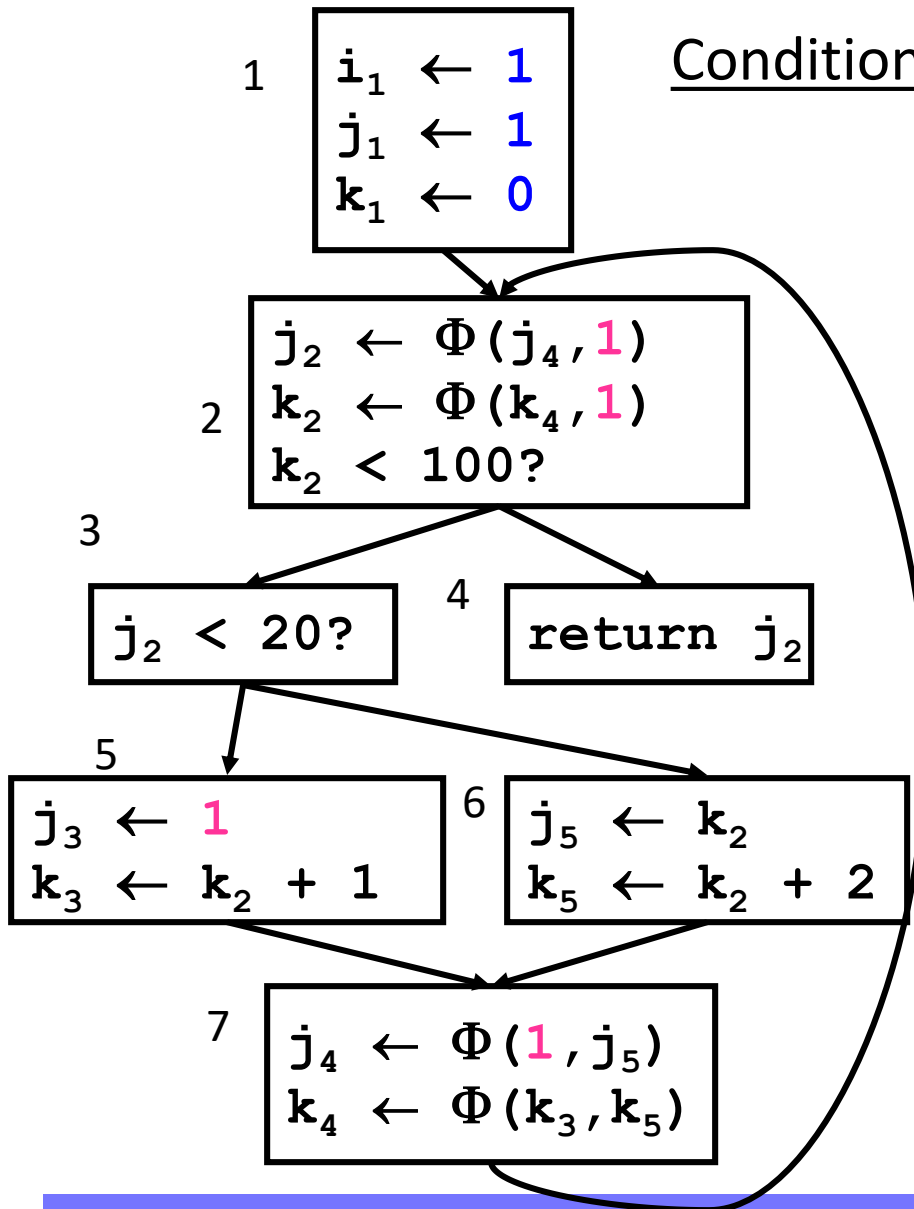 Condition
1
i₁ ← 1
j₁ ← 1
k₁ ← 0
2
j₂ ← Φ(j₄,1)
k₂ ← Φ(k₄,1)
k₂ < 100?
3
j₂ < 20?
4
return j₂
5
j₃ ← 1
k₃ ← k₂ + 1
6
j₅ ← k₂
k₅ ← k₂ + 2
7
j₄ ← Φ(1,j₅)
k₄ ← Φ(k₃,k₅)